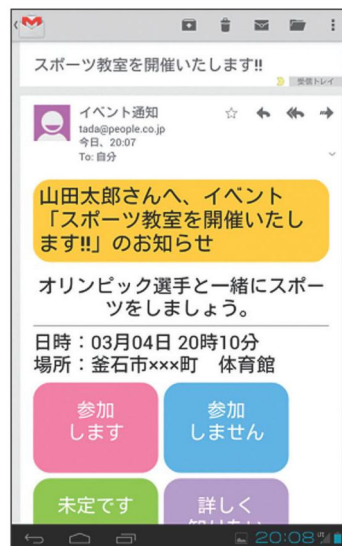 スポーツ教室を開催いたします!!
受信トレイ
イベント通知
tada@people.co.jp
今日、20:07
To: 自分
山田太郎さんへ、イベント
「スポーツ教室を開催いたし
ます!!」のお知らせ
オリンピック選手と一緒にスポー
ツをしましょう。
日時:03月04日 20時10分
場所:釜石市×××町 体育館
参加
します
参加
しません
未定です
詳しく
知りたい
20:08